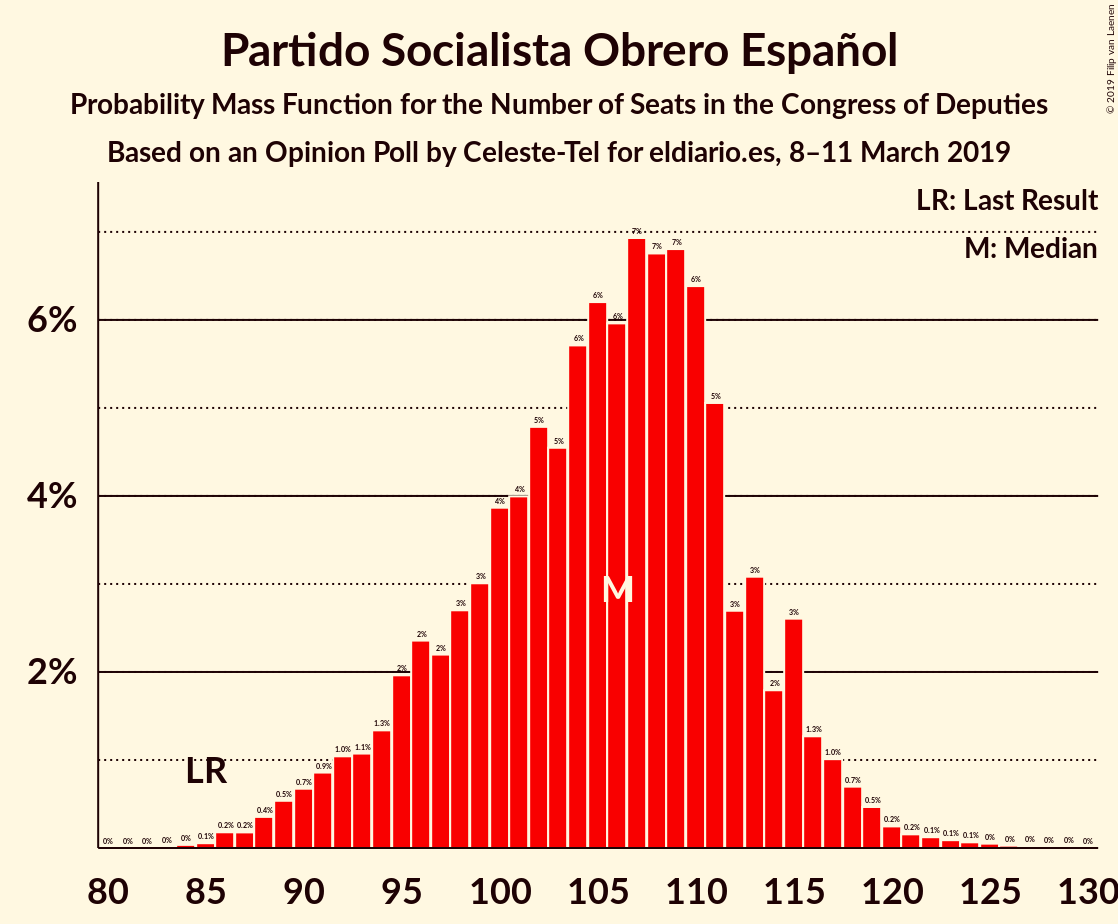 Partido Socialista Obrero Español
Probability Mass Function for the Number of Seats in the Congress of Deputies
Based on an Opinion Poll by Celeste-Tel for eldiario.es, 8–11 March 2019
© 2019 Filip van Laenen
LR: Last Result
M: Median
6%
4%
2%
0% 0% 0% 0% 0% 0.1% 0.2% 0.2% 0.4% 0.5% 0.7% 0.9% 1.0% 1.1% 1.3% 2% 2% 2% 3% 3% 4% 4% 5% 5% 6% 6% 6% 7% 7% 7% 6% 5% 3% 3% 2% 3% 1.3% 1.0% 0.7% 0.5% 0.2% 0.2% 0.1% 0.1% 0.1% 0% 0% 0% 0% 0% 0%
LR
M
80 85 90 95 100 105 110 115 120 125 130